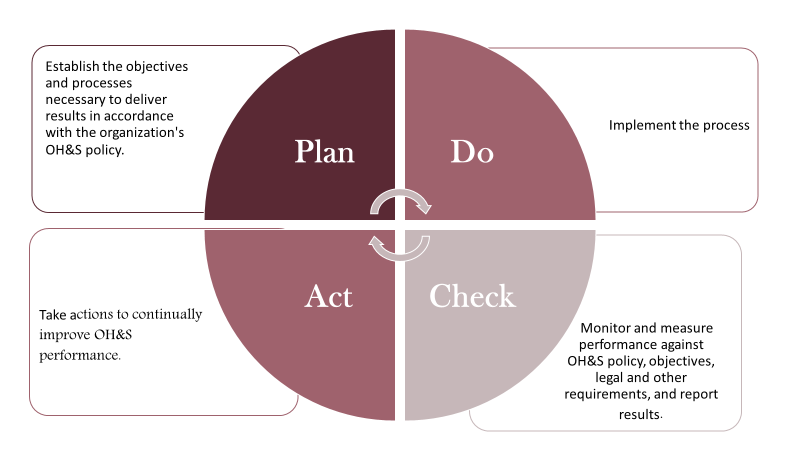 Establish the objectives
and processes
necessary to deliver
results in accordance
with the organization's
OH&S policy.
Plan
Do
Implement the process
Take actions to continually
improve OH&S
performance.
Act
Check
Monitor and measure
performance against
OH&S policy, objectives,
legal and other
requirements, and report
results.